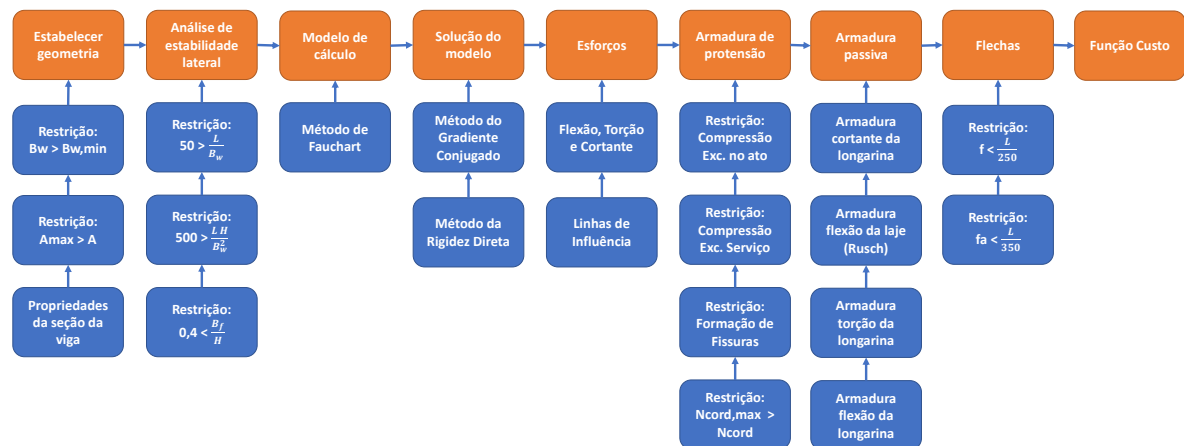 Estabelecer
geometria
Análise de
estabilidade
lateral
Modelo de
cálculo
Solução do
modelo
Esforços
Armadura de
protensão
Armadura
passiva
Flechas
Função Custo
Restrição:
Bw > Bw,min
Restrição:
50 > L/B_w
Método de
Fauchart
Método do
Gradiente
Conjugado
Flexão, Torção
e Cortante
Restrição:
Compressão
Exc. no ato
Armadura
cortante da
longarina
Restrição:
f < L/250
Restrição:
Amax > A
Restrição:
500 > L H/B_w^2
Método da
Rigidez Direta
Linhas de
Influência
Restrição:
Compressão
Exc. Serviço
Armadura
flexão da laje
(Rusch)
Restrição:
fa < L/350
Propriedades
da seção da
viga
Restrição:
0,4 < B_f/H
Restrição:
Formação de
Fissuras
Armadura
torção da
longarina
Restrição:
Ncord,max >
Ncord
Armadura
flexão da
longarina